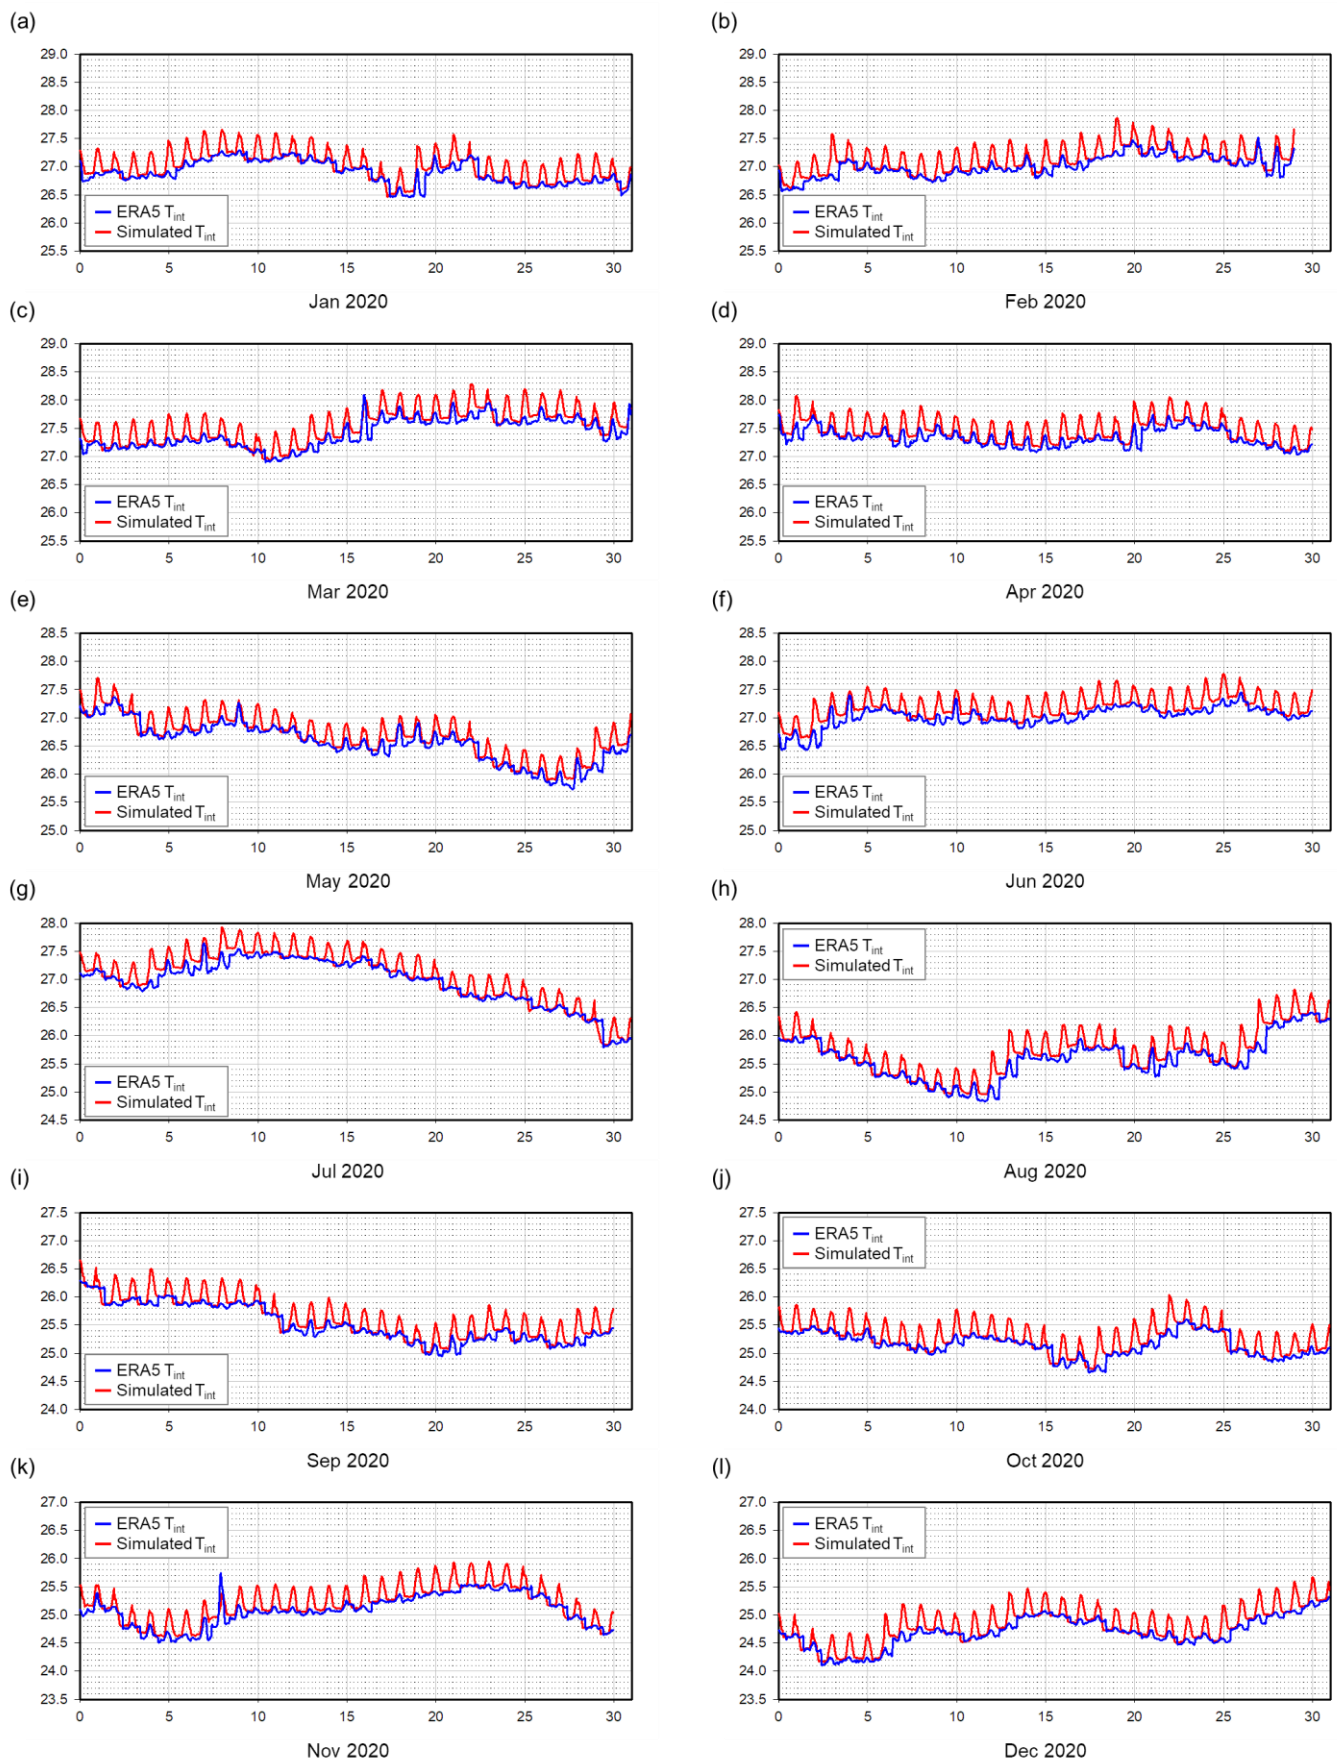 (a)
29.0
28.5
28.0
27.5
27.0
26.5
26.0
25.5
ERA5 Tint
Simulated Tint
0 5 10 15 20 25 30
Jan 2020
(b)
29.0
28.5
28.0
27.5
27.0
26.5
26.0
25.5
ERA5 Tint
Simulated Tint
0 5 10 15 20 25 30
Feb 2020
(c)
29.0
28.5
28.0
27.5
27.0
26.5
26.0
25.5
ERA5 Tint
Simulated Tint
0 5 10 15 20 25 30
Mar 2020
(d)
29.0
28.5
28.0
27.5
27.0
26.5
26.0
25.5
ERA5 Tint
Simulated Tint
0 5 10 15 20 25 30
Apr 2020
(e)
28.5
28.0
27.5
27.0
26.5
26.0
25.5
25.0
ERA5 Tint
Simulated Tint
0 5 10 15 20 25 30
May 2020
(f)
28.5
28.0
27.5
27.0
26.5
26.0
25.5
25.0
ERA5 Tint
Simulated Tint
0 5 10 15 20 25 30
Jun 2020
(g)
28.0
27.5
27.0
26.5
26.0
25.5
25.0
24.5
ERA5 Tint
Simulated Tint
0 5 10 15 20 25 30
Jul 2020
(h)
28.0
27.5
27.0
26.5
26.0
25.5
25.0
24.5
ERA5 Tint
Simulated Tint
0 5 10 15 20 25 30
Aug 2020
(i)
27.5
27.0
26.5
26.0
25.5
25.0
24.5
24.0
ERA5 Tint
Simulated Tint
0 5 10 15 20 25 30
Sep 2020
(j)
27.5
27.0
26.5
26.0
25.5
25.0
24.5
24.0
ERA5 Tint
Simulated Tint
0 5 10 15 20 25 30
Oct 2020
(k)
27.0
26.5
26.0
25.5
25.0
24.5
24.0
23.5
ERA5 Tint
Simulated Tint
0 5 10 15 20 25 30
Nov 2020
(l)
27.0
26.5
26.0
25.5
25.0
24.5
24.0
23.5
ERA5 Tint
Simulated Tint
0 5 10 15 20 25 30
Dec 2020